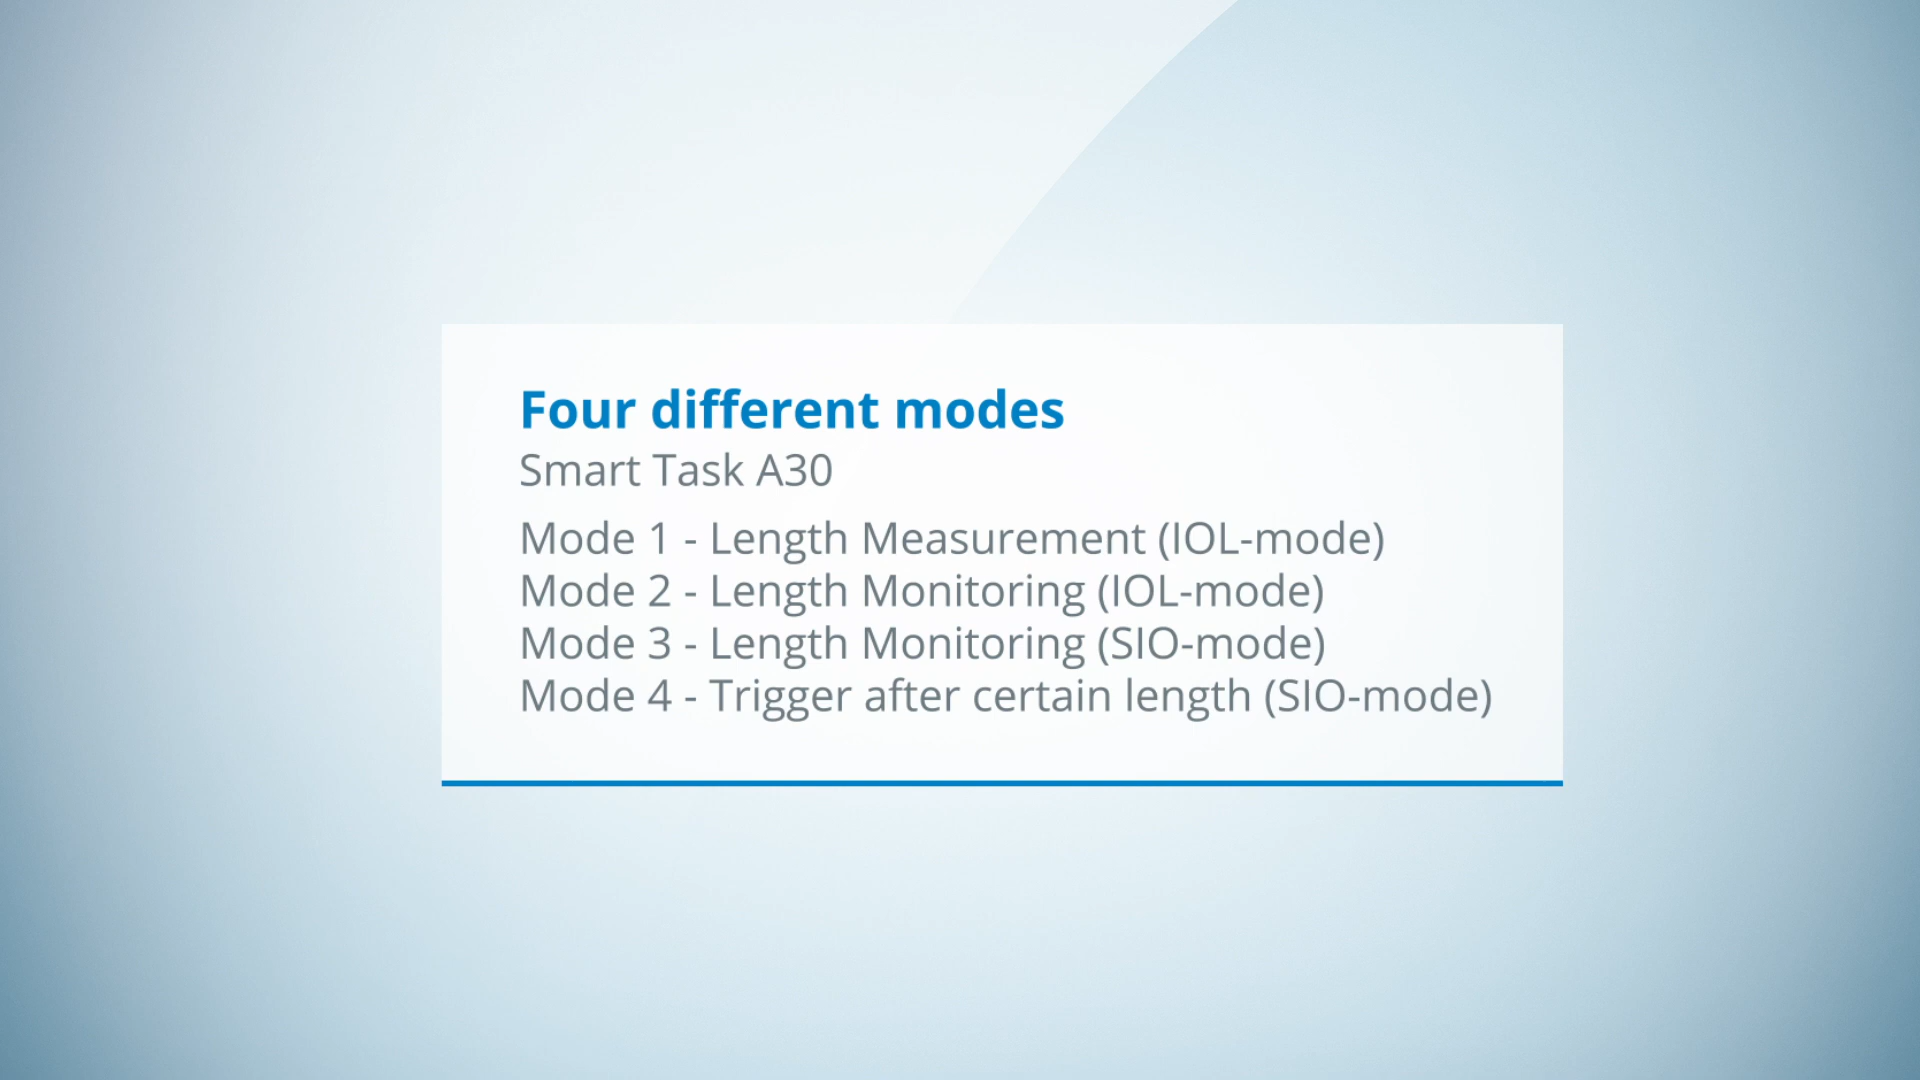 Four different modes
Smart Task A30
Mode 1 - Length Measurement (IOL-mode)
Mode 2 - Length Monitoring (IOL-mode)
Mode 3 - Length Monitoring (SIO-mode)
Mode 4 - Trigger after certain length (SIO-mode)